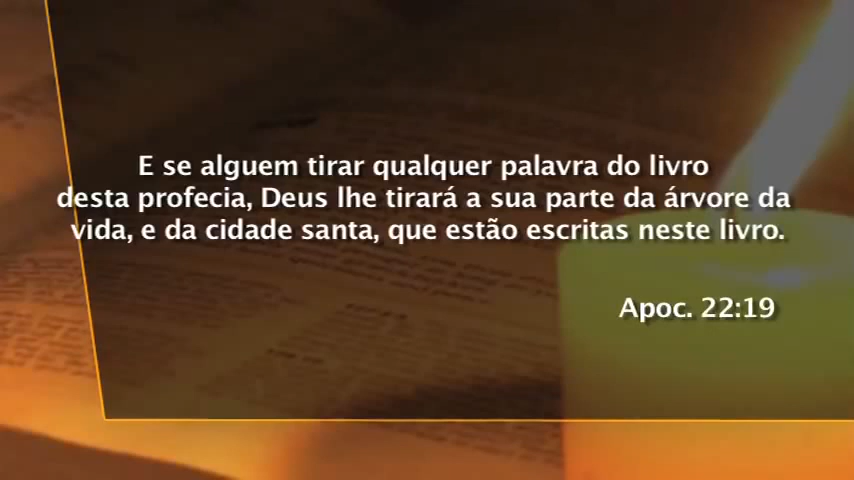 E se alguem tirar qualquer palavra do livro
desta profecia, Deus lhe tirará a sua parte da árvore da
vida, e da cidade santa, que estão escritas neste livro.
Apoc. 22:19